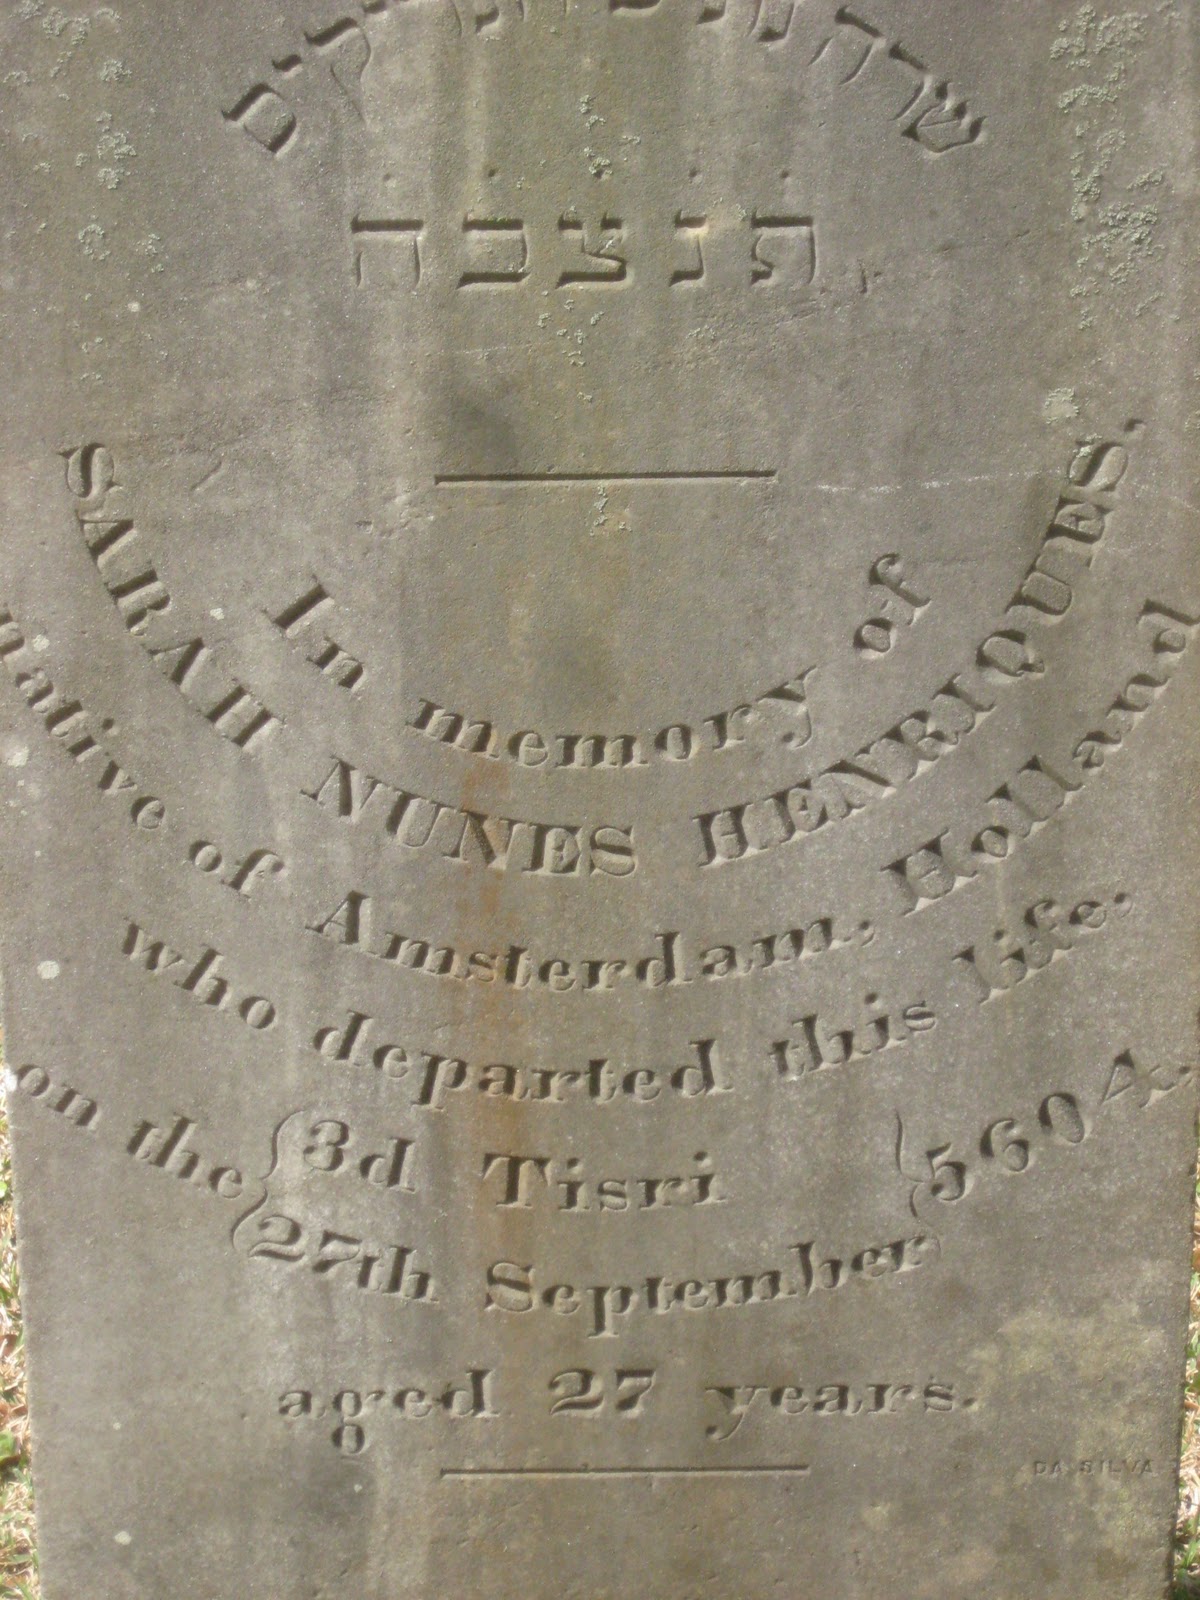 שרה
תׄנׄצׄבׄהׄ
In memory of
SARAH NUNES HENRIQUES,
native of Amsterdam, Holland
who departed this life.
on the { 3d Tisri } 5604.
27th September
aged 27 years.
DA SILVA